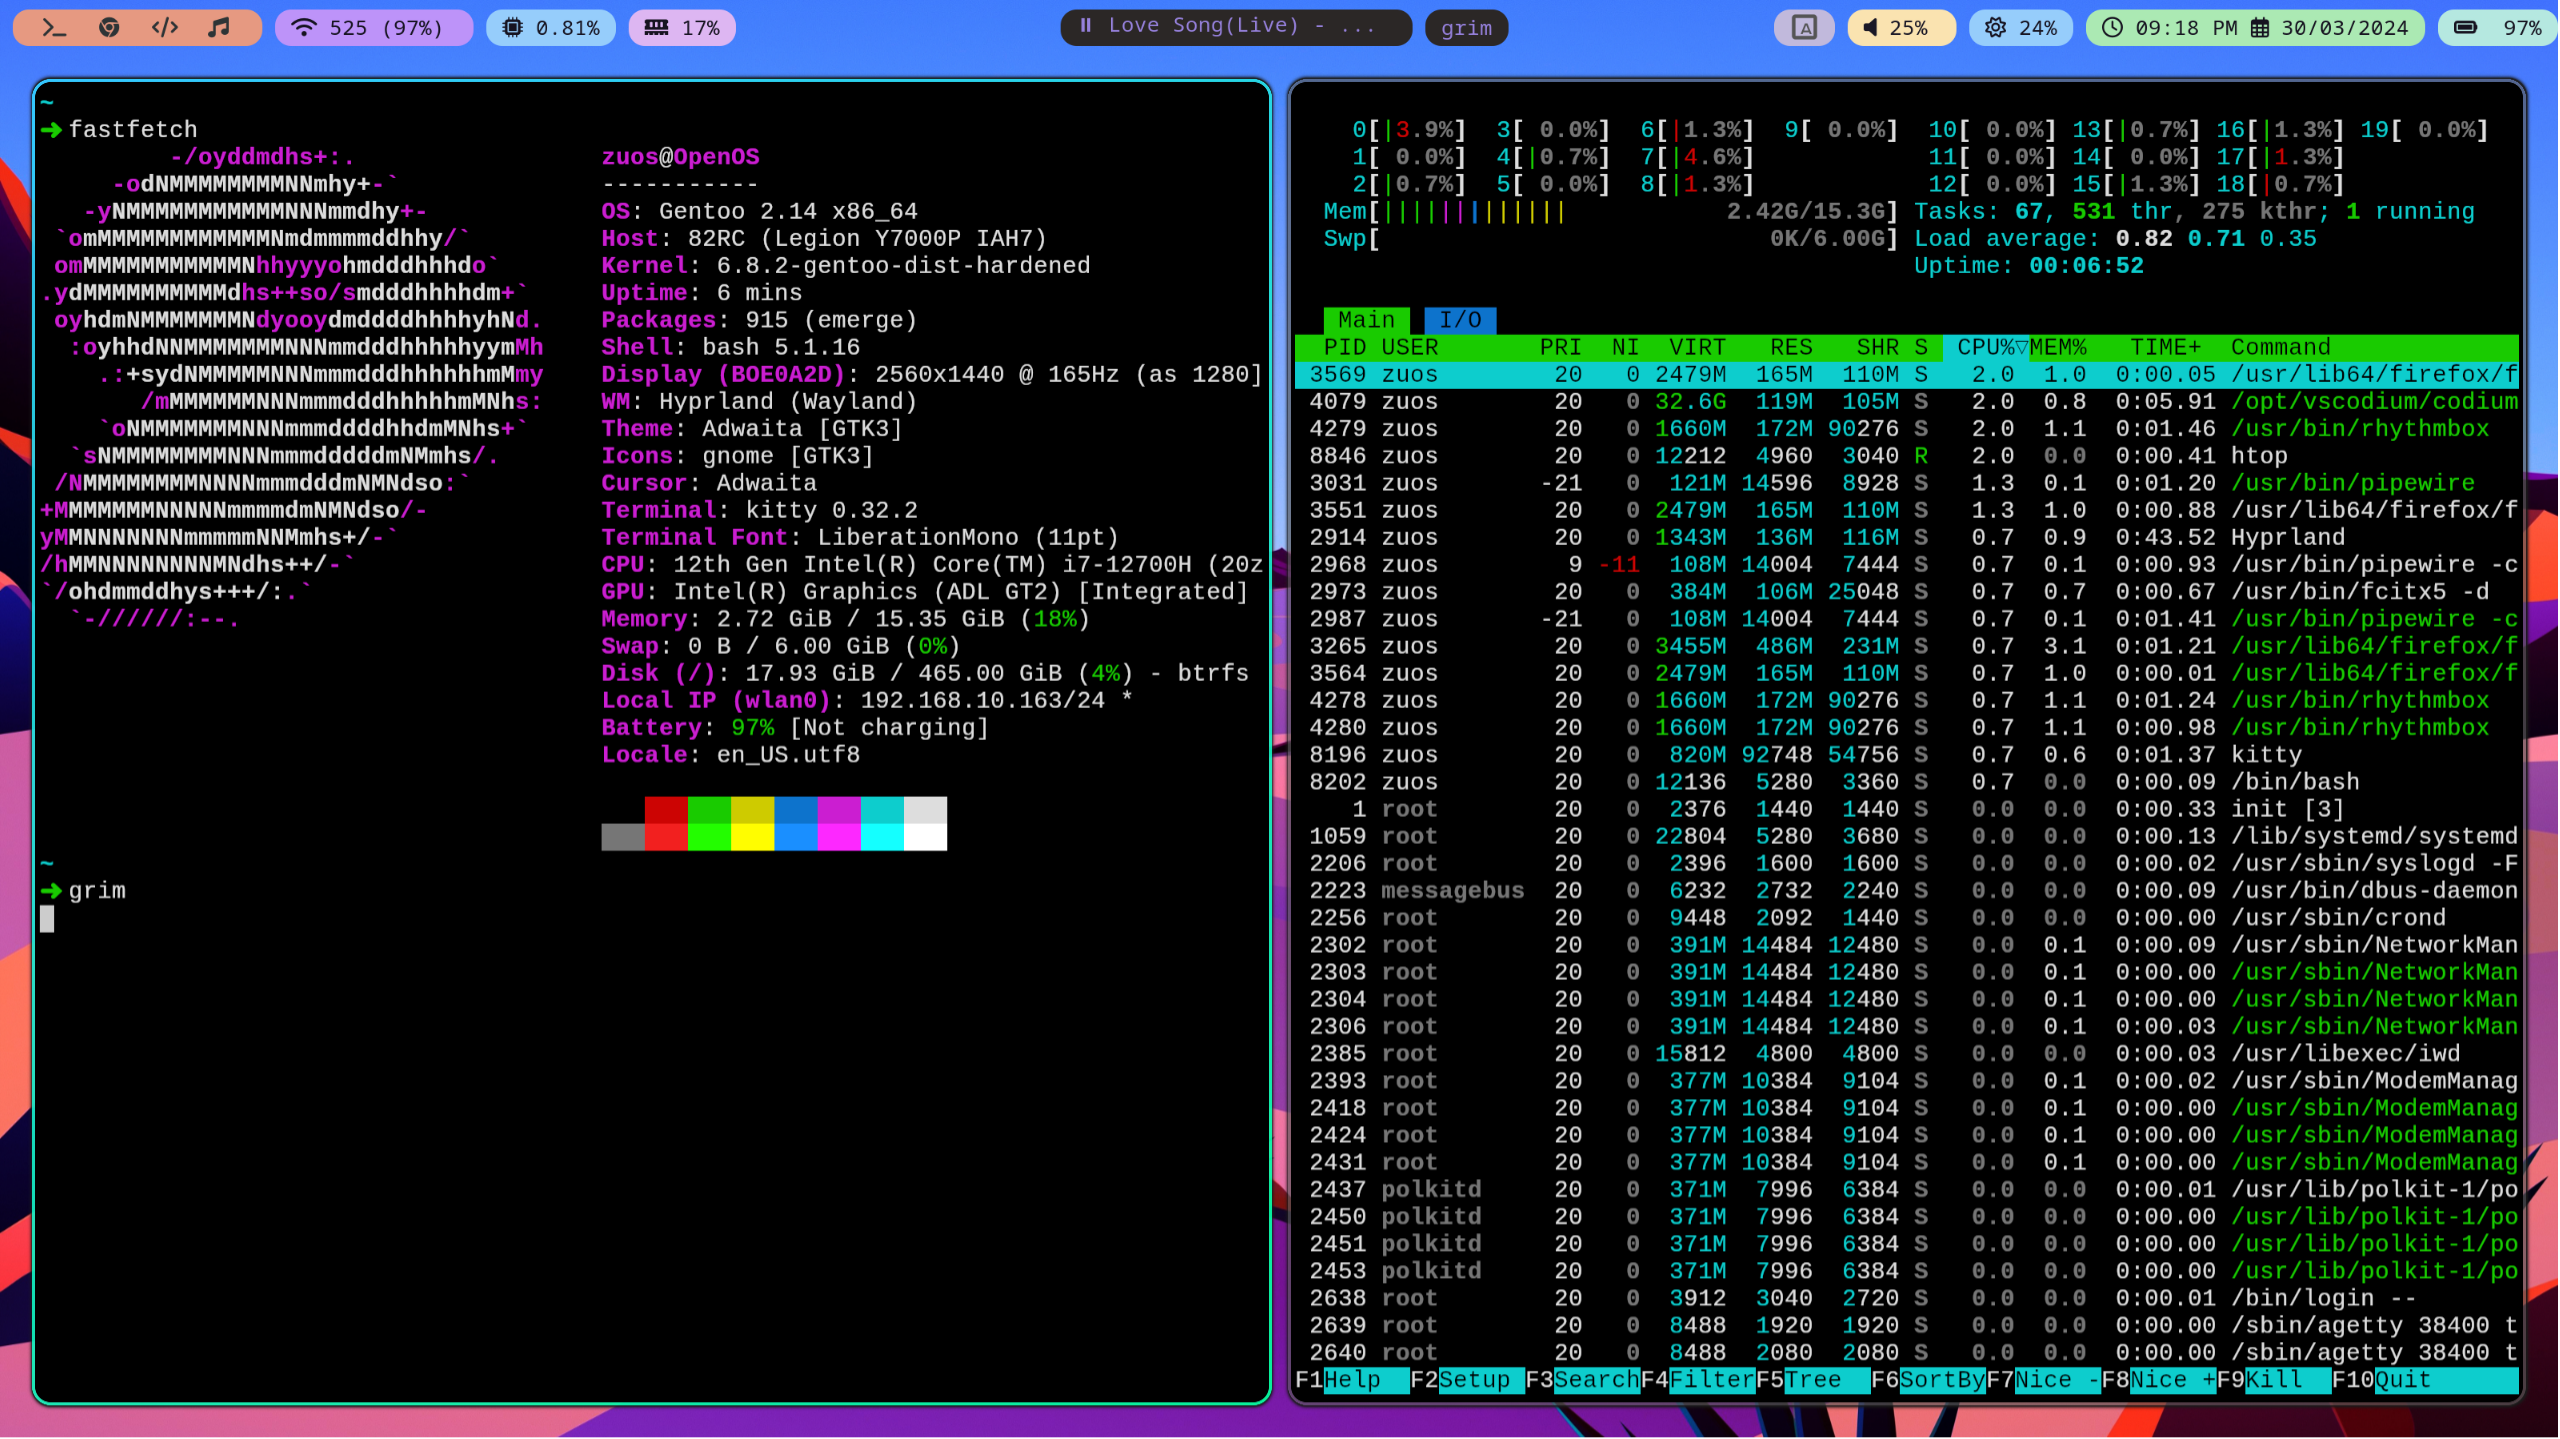 525 (97%) 0.81% 17% Love Song(Live) - ... grim A 25% 24% 09:18 PM 30/03/2024 97%
~
➜ fastfetch
-/oyddmdhs+:.
-odNMMMMMMMMNNmhy+-`
-yNMMMMMMMMMMMNNNmmdhy+-
`omMMMMMMMMMMMMNmdmmmmddhhy/`
omMMMMMMMMMMMNhhyyyohmdddhhhdo`
.ydMMMMMMMMMMdhs++so/smdddhhhhdm+`
oyhdmNMMMMMMMNdyooydmddddhhhhyhNd.
:oyhhdNNMMMMMMMNNNmmdddhhhhhyymMh
.:+sydNMMMMMNNNmmmdddhhhhhhmMmy
/mMMMMMMNNNmmmdddhhhhhmMNhs:
`oNMMMMMMMNNNmmmddddhhdmMNhs+`
`sNMMMMMMMMNNNmmmdddddmNMmhs/.
/NMMMMMMMMNNNNmmmdddmNMNdso:`
+MMMMMMMNNNNNmmmmdmNMNdso/-
yMMNNNNNNNmmmmmNNMmhs+/-`
/hMMNNNNNNNNMNdhs++/-`
`/ohdmmddhys+++/:.`
`-//////:--.
zuos@OpenOS
-----------
OS: Gentoo 2.14 x86_64
Host: 82RC (Legion Y7000P IAH7)
Kernel: 6.8.2-gentoo-dist-hardened
Uptime: 6 mins
Packages: 915 (emerge)
Shell: bash 5.1.16
Display (BOE0A2D): 2560x1440 @ 165Hz (as 1280]
WM: Hyprland (Wayland)
Theme: Adwaita [GTK3]
Icons: gnome [GTK3]
Cursor: Adwaita
Terminal: kitty 0.32.2
Terminal Font: LiberationMono (11pt)
CPU: 12th Gen Intel(R) Core(TM) i7-12700H (20z
GPU: Intel(R) Graphics (ADL GT2) [Integrated]
Memory: 2.72 GiB / 15.35 GiB (18%)
Swap: 0 B / 6.00 GiB (0%)
Disk (/): 17.93 GiB / 465.00 GiB (4%) - btrfs
Local IP (wlan0): 192.168.10.163/24 *
Battery: 97% [Not charging]
Locale: en_US.utf8
~
➜ grim
0[|3.9%] 3[ 0.0%] 6[|1.3%] 9[ 0.0%] 10[ 0.0%] 13[|0.7%] 16[|1.3%] 19[ 0.0%]
1[ 0.0%] 4[|0.7%] 7[|4.6%] 11[ 0.0%] 14[ 0.0%] 17[|1.3%]
2[|0.7%] 5[ 0.0%] 8[|1.3%] 12[ 0.0%] 15[|1.3%] 18[|0.7%]
Mem[||||||||||||| 2.42G/15.3G] Tasks: 67, 531 thr, 275 kthr; 1 running
Swp[ 0K/6.00G] Load average: 0.82 0.71 0.35
Uptime: 00:06:52
Main I/O
PID USER PRI NI VIRT RES SHR S CPU%▽MEM% TIME+ Command
3569 zuos 20 0 2479M 165M 110M S 2.0 1.0 0:00.05 /usr/lib64/firefox/f
4079 zuos 20 0 32.6G 119M 105M S 2.0 0.8 0:05.91 /opt/vscodium/codium
4279 zuos 20 0 1660M 172M 90276 S 2.0 1.1 0:01.46 /usr/bin/rhythmbox
8846 zuos 20 0 12212 4960 3040 R 2.0 0.0 0:00.41 htop
3031 zuos -21 0 121M 14596 8928 S 1.3 0.1 0:01.20 /usr/bin/pipewire
3551 zuos 20 0 2479M 165M 110M S 1.3 1.0 0:00.88 /usr/lib64/firefox/f
2914 zuos 20 0 1343M 136M 116M S 0.7 0.9 0:43.52 Hyprland
2968 zuos 9 -11 108M 14004 7444 S 0.7 0.1 0:00.93 /usr/bin/pipewire -c
2973 zuos 20 0 384M 106M 25048 S 0.7 0.7 0:00.67 /usr/bin/fcitx5 -d
2987 zuos -21 0 108M 14004 7444 S 0.7 0.1 0:01.41 /usr/bin/pipewire -c
3265 zuos 20 0 3455M 486M 231M S 0.7 3.1 0:01.21 /usr/lib64/firefox/f
3564 zuos 20 0 2479M 165M 110M S 0.7 1.0 0:00.01 /usr/lib64/firefox/f
4278 zuos 20 0 1660M 172M 90276 S 0.7 1.1 0:01.24 /usr/bin/rhythmbox
4280 zuos 20 0 1660M 172M 90276 S 0.7 1.1 0:00.98 /usr/bin/rhythmbox
8196 zuos 20 0 820M 92748 54756 S 0.7 0.6 0:01.37 kitty
8202 zuos 20 0 12136 5280 3360 S 0.7 0.0 0:00.09 /bin/bash
1 root 20 0 2376 1440 1440 S 0.0 0.0 0:00.33 init [3]
1059 root 20 0 22804 5280 3680 S 0.0 0.0 0:00.13 /lib/systemd/systemd
2206 root 20 0 2396 1600 1600 S 0.0 0.0 0:00.02 /usr/sbin/syslogd -F
2223 messagebus 20 0 6232 2732 2240 S 0.0 0.0 0:00.09 /usr/bin/dbus-daemon
2256 root 20 0 9448 2092 1440 S 0.0 0.0 0:00.00 /usr/sbin/crond
2302 root 20 0 391M 14484 12480 S 0.0 0.1 0:00.09 /usr/sbin/NetworkMan
2303 root 20 0 391M 14484 12480 S 0.0 0.1 0:00.00 /usr/sbin/NetworkMan
2304 root 20 0 391M 14484 12480 S 0.0 0.1 0:00.00 /usr/sbin/NetworkMan
2306 root 20 0 391M 14484 12480 S 0.0 0.1 0:00.03 /usr/sbin/NetworkMan
2385 root 20 0 15812 4800 4800 S 0.0 0.0 0:00.03 /usr/libexec/iwd
2393 root 20 0 377M 10384 9104 S 0.0 0.1 0:00.02 /usr/sbin/ModemManag
2418 root 20 0 377M 10384 9104 S 0.0 0.1 0:00.00 /usr/sbin/ModemManag
2424 root 20 0 377M 10384 9104 S 0.0 0.1 0:00.00 /usr/sbin/ModemManag
2431 root 20 0 377M 10384 9104 S 0.0 0.1 0:00.00 /usr/sbin/ModemManag
2437 polkitd 20 0 371M 7996 6384 S 0.0 0.0 0:00.01 /usr/lib/polkit-1/po
2450 polkitd 20 0 371M 7996 6384 S 0.0 0.0 0:00.00 /usr/lib/polkit-1/po
2451 polkitd 20 0 371M 7996 6384 S 0.0 0.0 0:00.00 /usr/lib/polkit-1/po
2453 polkitd 20 0 371M 7996 6384 S 0.0 0.0 0:00.00 /usr/lib/polkit-1/po
2638 root 20 0 3912 3040 2720 S 0.0 0.0 0:00.01 /bin/login --
2639 root 20 0 8488 1920 1920 S 0.0 0.0 0:00.00 /sbin/agetty 38400 t
2640 root 20 0 8488 2080 2080 S 0.0 0.0 0:00.00 /sbin/agetty 38400 t
F1Help F2Setup F3SearchF4FilterF5Tree F6SortByF7Nice -F8Nice +F9Kill F10Quit